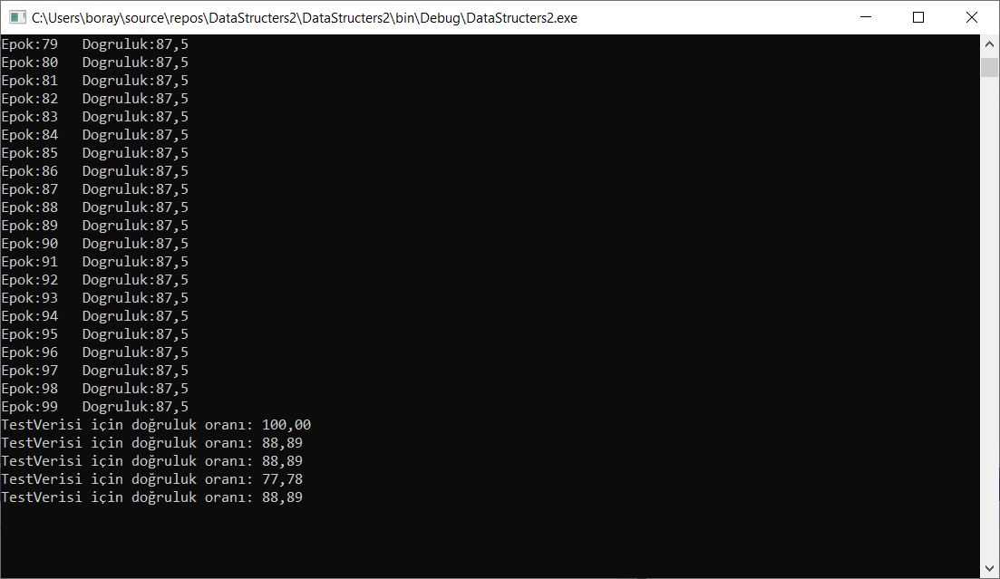 C:\Users\boray\source\repos\DataStructers2\DataStructers2\bin\Debug\DataStructers2.exe
Epok:79   Dogruluk:87,5
Epok:80   Dogruluk:87,5
Epok:81   Dogruluk:87,5
Epok:82   Dogruluk:87,5
Epok:83   Dogruluk:87,5
Epok:84   Dogruluk:87,5
Epok:85   Dogruluk:87,5
Epok:86   Dogruluk:87,5
Epok:87   Dogruluk:87,5
Epok:88   Dogruluk:87,5
Epok:89   Dogruluk:87,5
Epok:90   Dogruluk:87,5
Epok:91   Dogruluk:87,5
Epok:92   Dogruluk:87,5
Epok:93   Dogruluk:87,5
Epok:94   Dogruluk:87,5
Epok:95   Dogruluk:87,5
Epok:96   Dogruluk:87,5
Epok:97   Dogruluk:87,5
Epok:98   Dogruluk:87,5
Epok:99   Dogruluk:87,5
TestVerisi için doğruluk oranı: 100,00
TestVerisi için doğruluk oranı: 88,89
TestVerisi için doğruluk oranı: 88,89
TestVerisi için doğruluk oranı: 77,78
TestVerisi için doğruluk oranı: 88,89